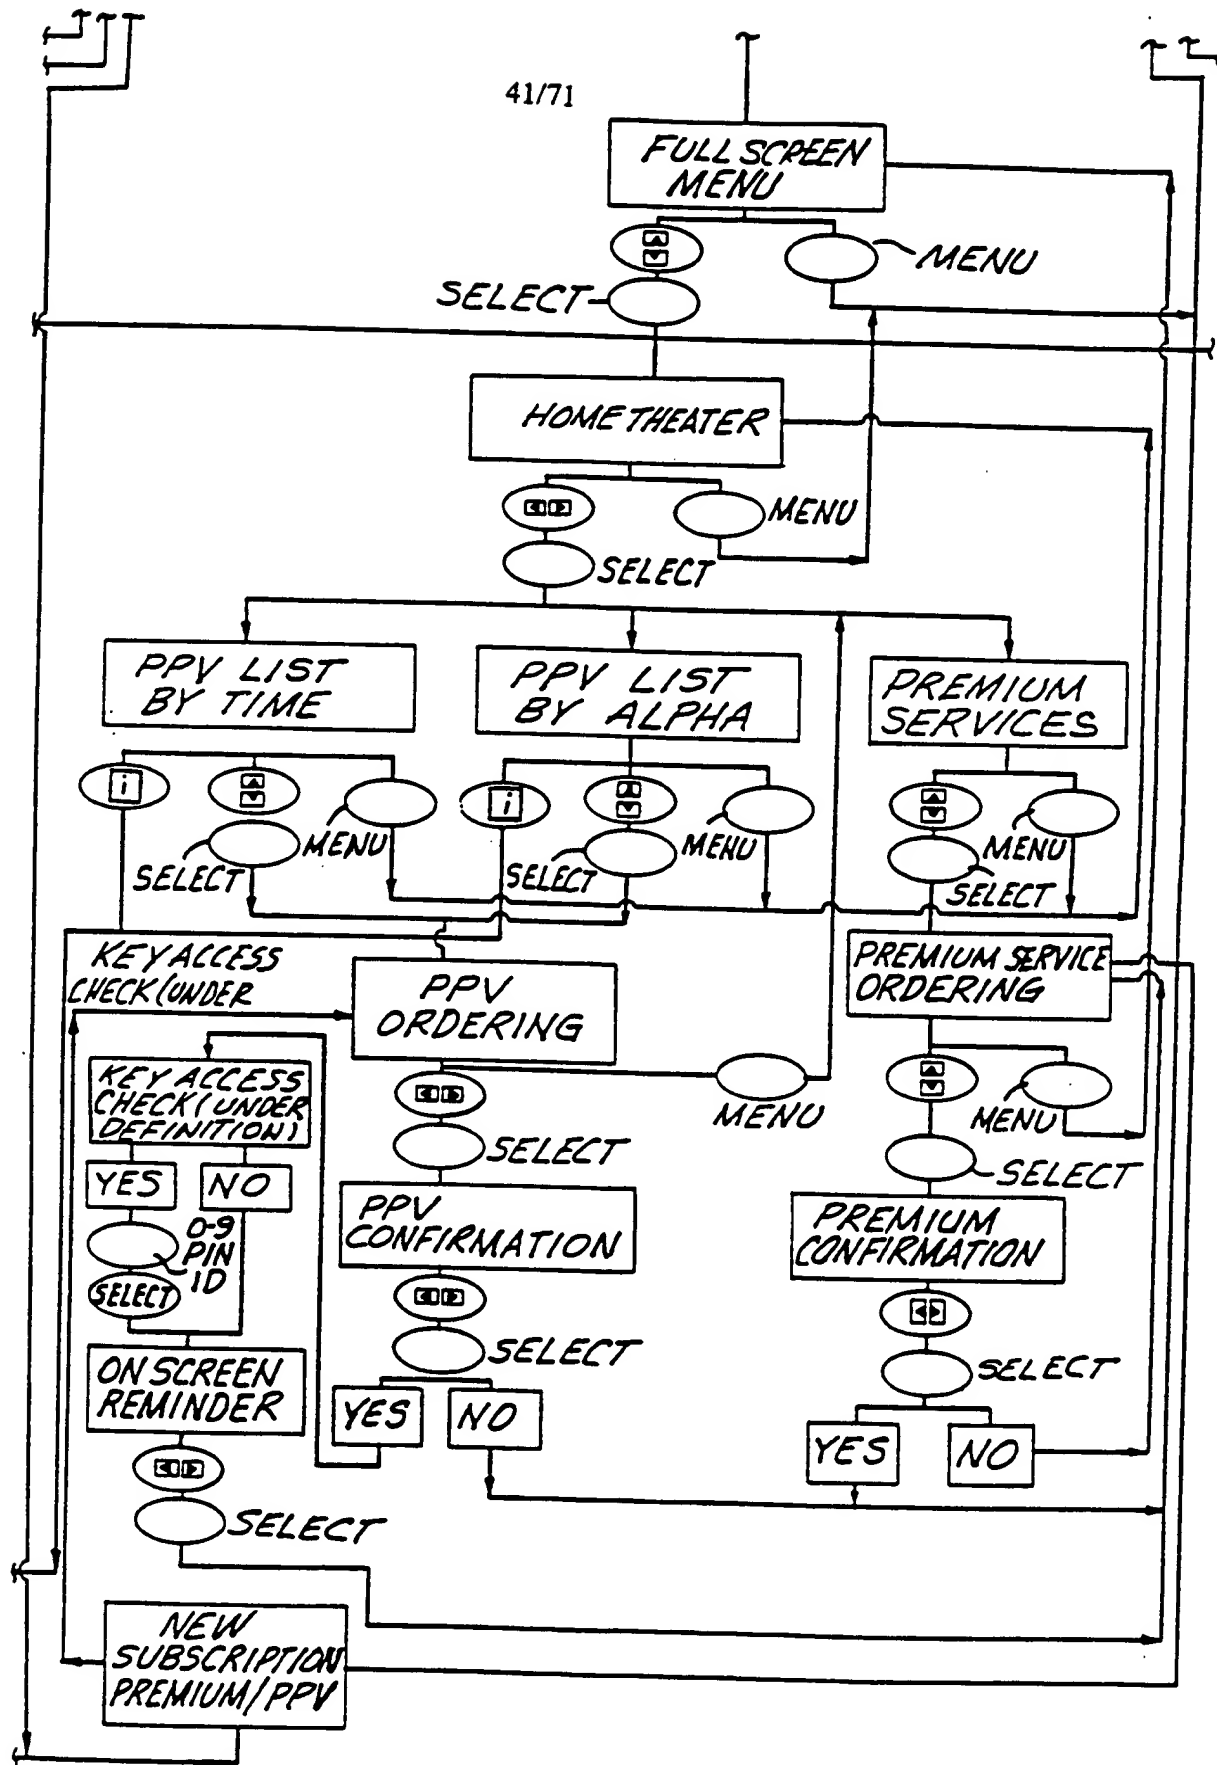 41/71
FULL SCREEN
MENU
MENU
SELECT
HOME THEATER
MENU
SELECT
PPV LIST
BY TIME
PPV LIST
BY ALPHA
PREMIUM
SERVICES
i
i
MENU
MENU
MENU
SELECT
SELECT
SELECT
KEY ACCESS
CHECK (UNDER
PPV
ORDERING
PREMIUM SERVICE
ORDERING
KEY ACCESS
CHECK (UNDER
DEFINITION)
MENU
MENU
SELECT
SELECT
YES
NO
0-9
PIN
ID
SELECT
PPV
CONFIRMATION
PREMIUM
CONFIRMATION
SELECT
SELECT
ON SCREEN
REMINDER
YES
NO
YES
NO
SELECT
NEW
SUBSCRIPTION
PREMIUM/PPV